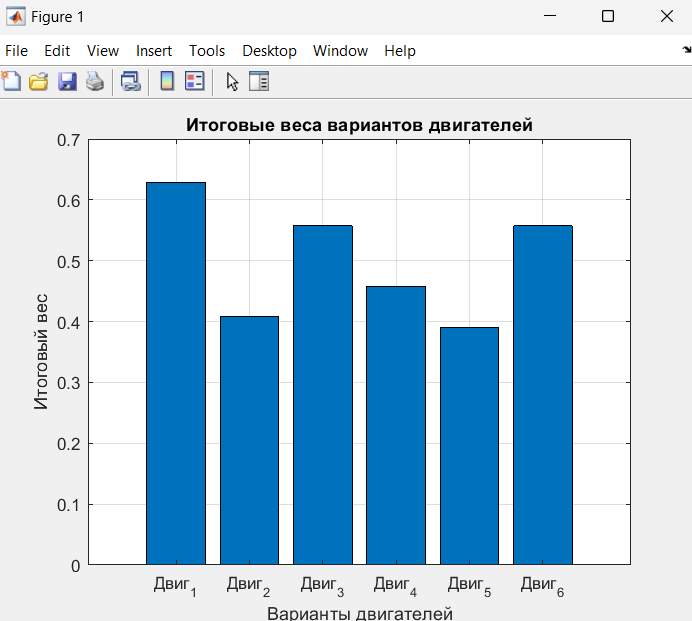 Figure 1
File Edit View Insert Tools Desktop Window Help
Итоговые веса вариантов двигателей
0.7
0.6
0.5
0.4
0.3
0.2
0.1
0
Итоговый вес
Двиг₁ Двиг₂ Двиг₃ Двиг₄ Двиг₅ Двиг₆
Варианты двигателей